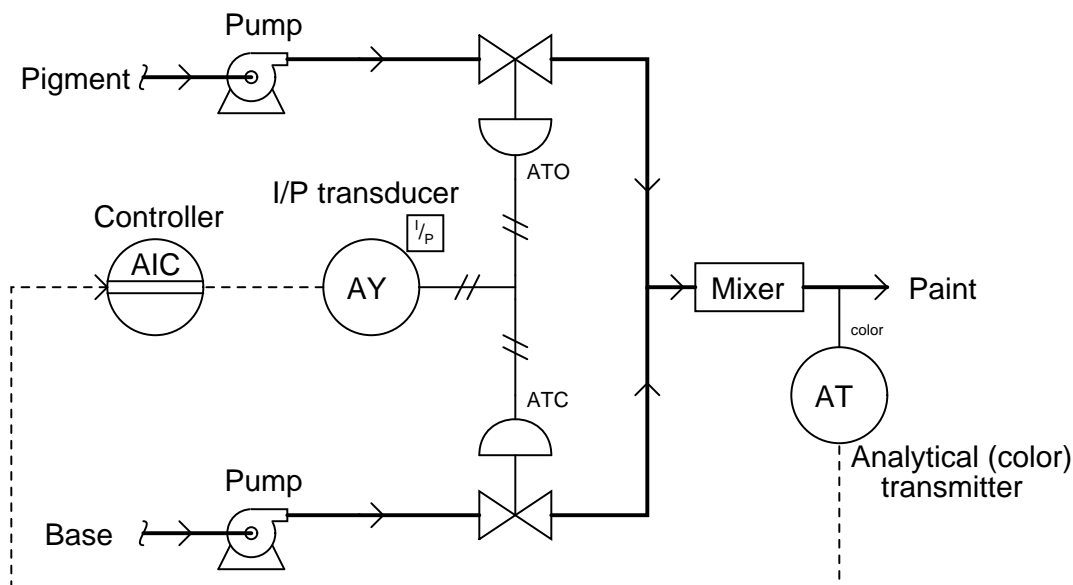 Pump
Pigment
ATO
I/P transducer
I/P
Controller
AIC
AY
Mixer
Paint
color
ATC
AT
Analytical (color)
transmitter
Pump
Base